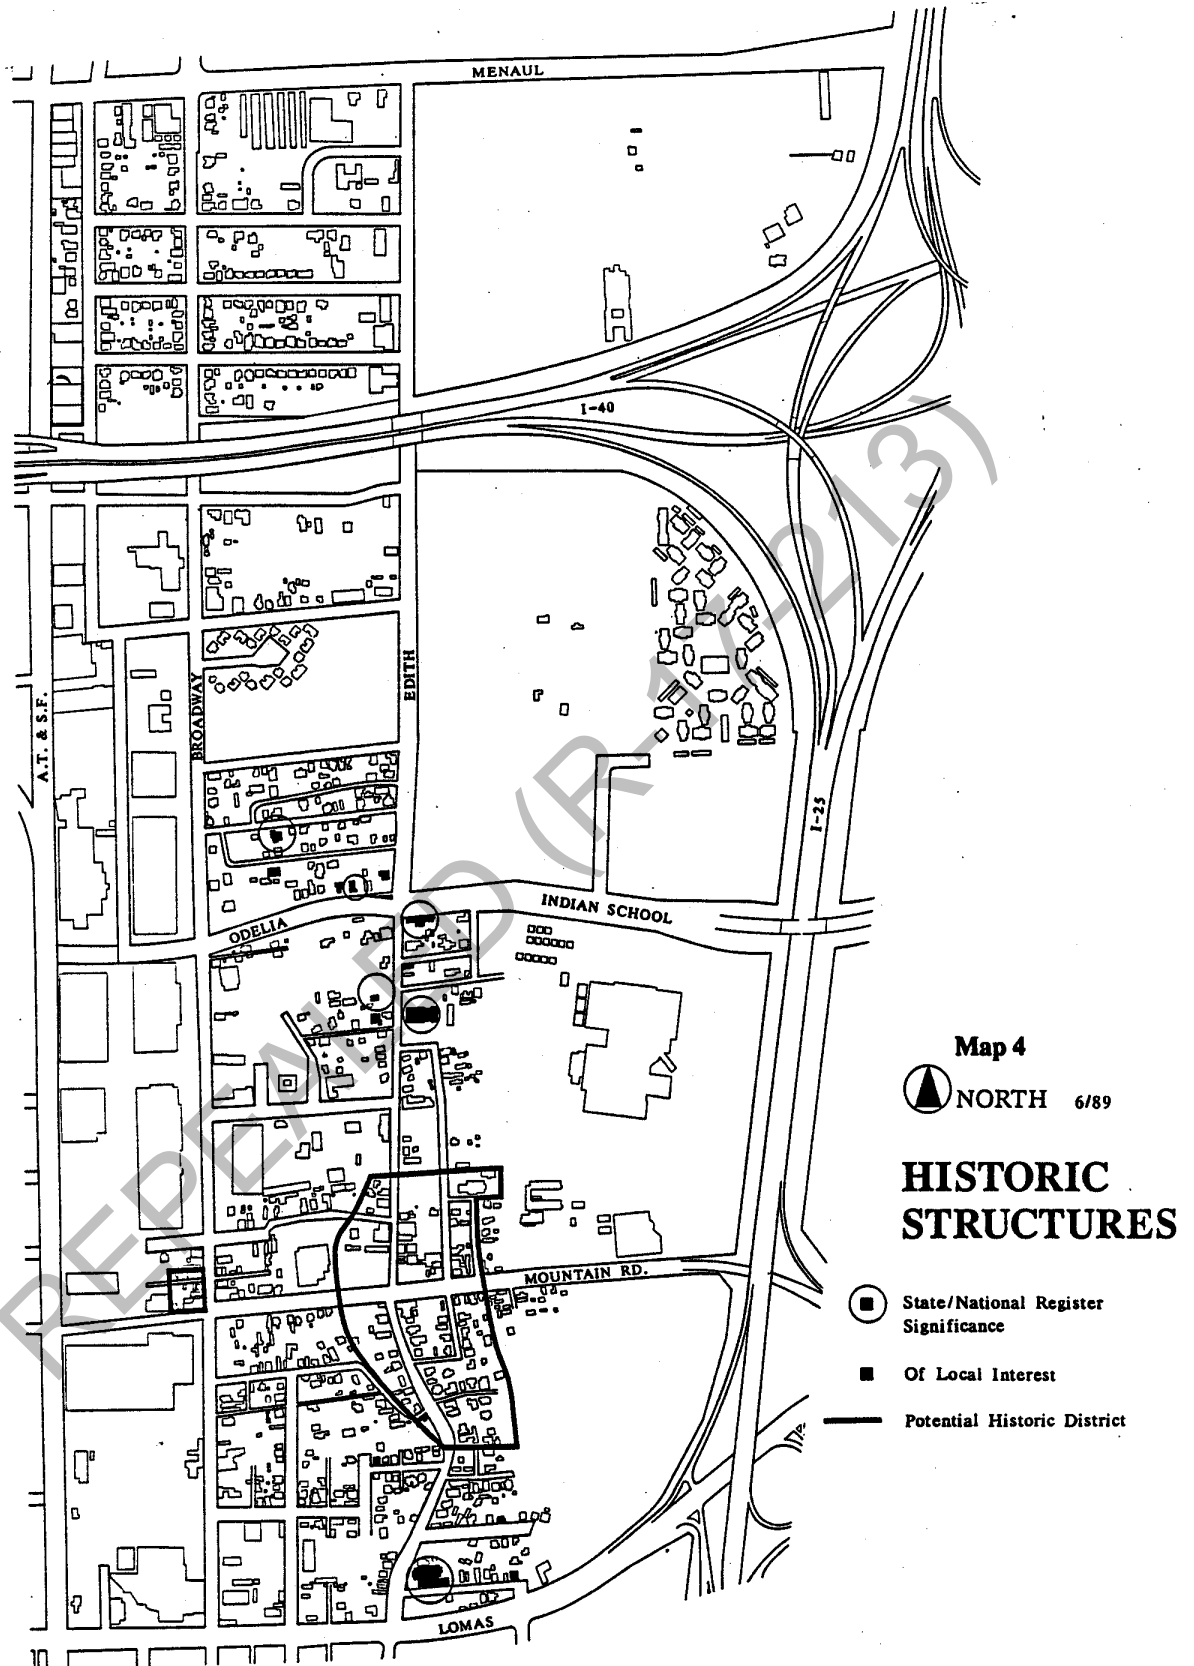 MENAUL
I-40
A.T. & S.F.
BROADWAY
EDITH
I-25
ODELIA
INDIAN SCHOOL
MOUNTAIN RD.
LOMAS
REPEALED (R-17-213)
Map 4
NORTH 6/89
HISTORIC
STRUCTURES
State/National Register
Significance
Of Local Interest
Potential Historic District